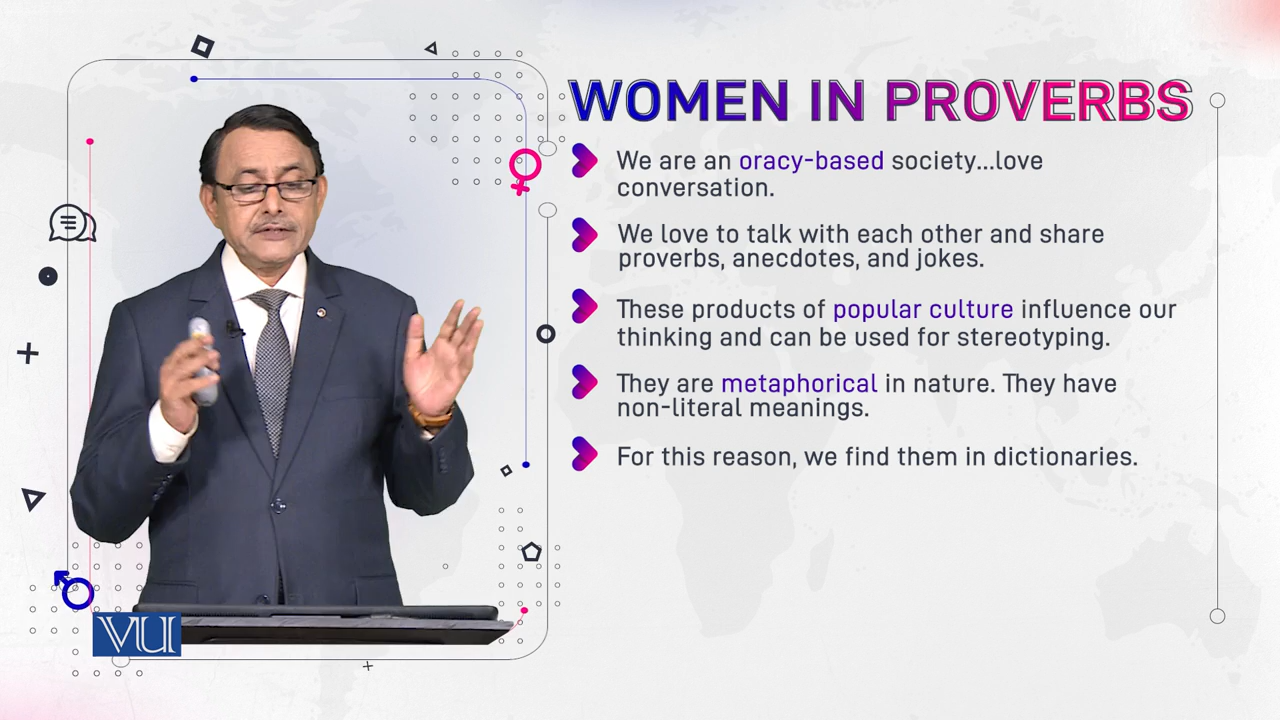 WOMEN IN PROVERBS
We are an oracy-based society...love
conversation.
We love to talk with each other and share
proverbs, anecdotes, and jokes.
These products of popular culture influence our
thinking and can be used for stereotyping.
They are metaphorical in nature. They have
non-literal meanings.
For this reason, we find them in dictionaries.
VU